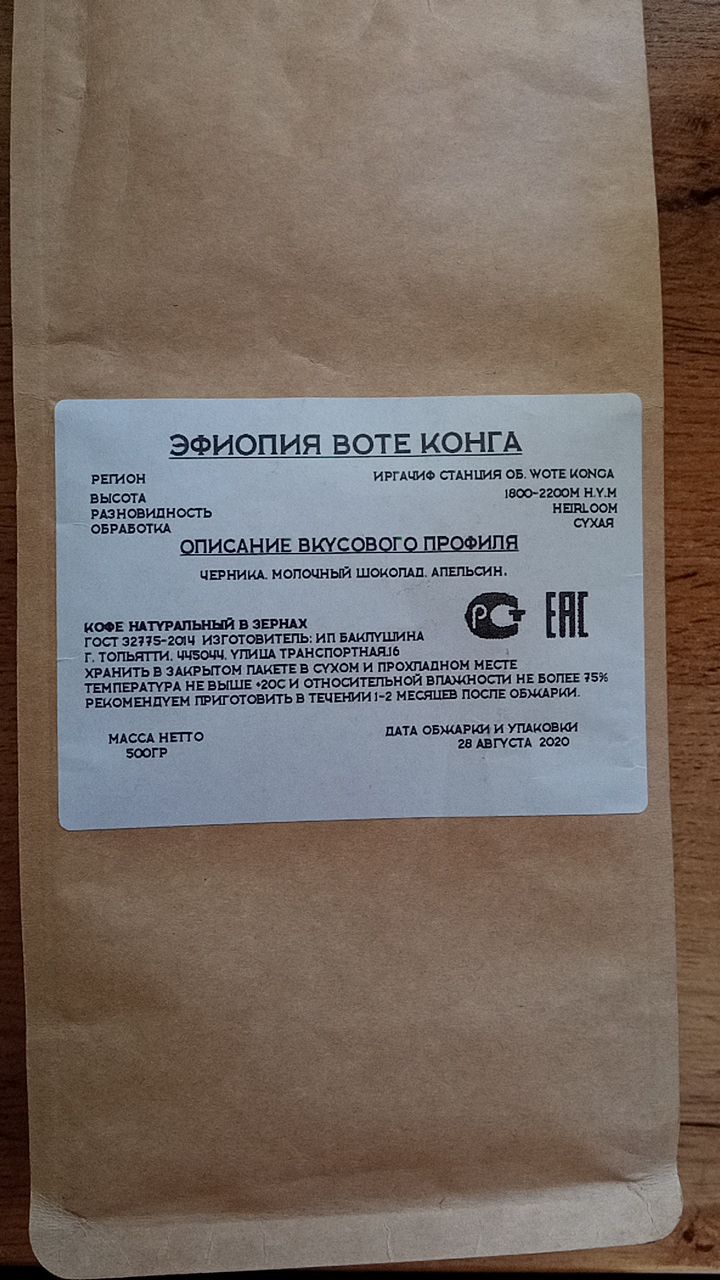 ЭФИОПИЯ ВОТЕ КОНГА
РЕГИОН ИРГАЧИФ СТАНЦИЯ ОБ. WOTE KONGA
ВЫСОТА 1800-2200М Н.У.М
РАЗНОВИДНОСТЬ HEIRLOOM
ОБРАБОТКА СУХАЯ
ОПИСАНИЕ ВКУСОВОГО ПРОФИЛЯ
ЧЕРНИКА. МОЛОЧНЫЙ ШОКОЛАД. АПЕЛЬСИН.
РСТ EAC
КОФЕ НАТУРАЛЬНЫЙ В ЗЕРНАХ
ГОСТ 32775-2014 ИЗГОТОВИТЕЛЬ: ИП БАКЛУШИНА
Г. ТОЛЬЯТТИ. 445044. УЛИЦА ТРАНСПОРТНАЯ.16
ХРАНИТЬ В ЗАКРЫТОМ ПАКЕТЕ В СУХОМ И ПРОХЛАДНОМ МЕСТЕ
ТЕМПЕРАТУРА НЕ ВЫШЕ +20С И ОТНОСИТЕЛЬНОЙ ВЛАЖНОСТИ НЕ БОЛЕЕ 75%
РЕКОМЕНДУЕМ ПРИГОТОВИТЬ В ТЕЧЕНИИ 1-2 МЕСЯЦЕВ ПОСЛЕ ОБЖАРКИ.
МАССА НЕТТО
500ГР
ДАТА ОБЖАРКИ И УПАКОВКИ
28 АВГУСТА 2020